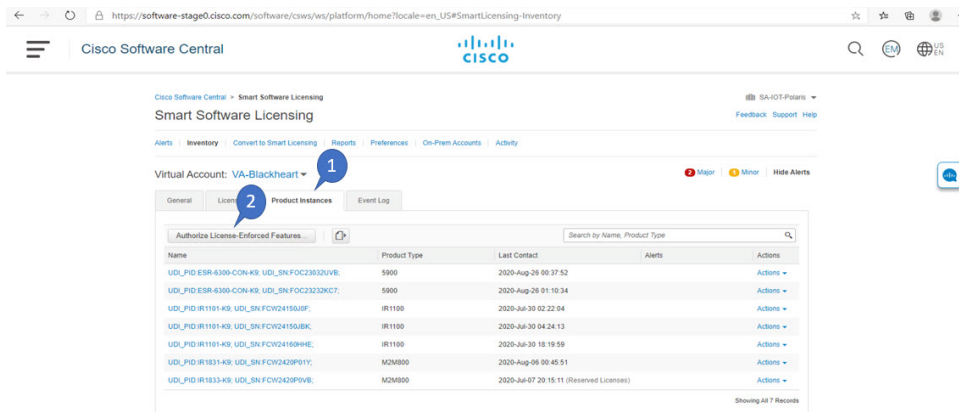 https://software-stage0.cisco.com/software/csws/ws/platform/home?locale=en_US#SmartLicensing-Inventory
Cisco Software Central
CISCO
EM
US EN
Cisco Software Central > Smart Software Licensing
SA-IOT-Polaris
Smart Software Licensing
Feedback Support Help
Alerts | Inventory | Convert to Smart Licensing | Reports | Preferences | On-Prem Accounts | Activity
1
Virtual Account: VA-Blackheart
2 Major | 1 Minor | Hide Alerts
General Licen 2 Product Instances Event Log
Authorize License-Enforced Features... Search by Name, Product Type
Name Product Type Last Contact Alerts Actions
UDI_PID:ESR-6300-CON-K9; UDI_SN:FOC23032UVB; 5900 2020-Aug-26 00:37:52 Actions
UDI_PID:ESR-6300-CON-K9; UDI_SN:FOC23232KC7; 5900 2020-Aug-26 01:10:34 Actions
UDI_PID:IR1101-K9; UDI_SN:FCW24150J0F; IR1100 2020-Jul-30 02:22:04 Actions
UDI_PID:IR1101-K9; UDI_SN:FCW24150JBK; IR1100 2020-Jul-30 04:24:13 Actions
UDI_PID:IR1101-K9; UDI_SN:FCW24160HHE; IR1100 2020-Jul-30 18:19:59 Actions
UDI_PID:IR1831-K9; UDI_SN:FCW2420P01Y; M2M800 2020-Aug-06 00:45:51 Actions
UDI_PID:IR1833-K9; UDI_SN:FCW2420P0VB; M2M800 2020-Jul-07 20:15:11 (Reserved Licenses) Actions
Showing All 7 Records